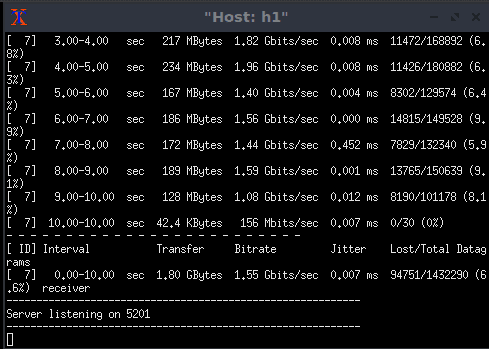 "Host: h1"
[  7]   3.00-4.00   sec   217 MBytes  1.82 Gbits/sec  0.008 ms  11472/168892 (6.
8%)
[  7]   4.00-5.00   sec   234 MBytes  1.96 Gbits/sec  0.008 ms  11426/180882 (6.
3%)
[  7]   5.00-6.00   sec   167 MBytes  1.40 Gbits/sec  0.004 ms  8302/129574 (6.4
%)
[  7]   6.00-7.00   sec   186 MBytes  1.56 Gbits/sec  0.000 ms  14815/149528 (9.
9%)
[  7]   7.00-8.00   sec   172 MBytes  1.44 Gbits/sec  0.452 ms  7829/132340 (5.9
%)
[  7]   8.00-9.00   sec   189 MBytes  1.59 Gbits/sec  0.001 ms  13765/150639 (9.
1%)
[  7]   9.00-10.00  sec   128 MBytes  1.08 Gbits/sec  0.012 ms  8190/101178 (8.1
%)
[  7]  10.00-10.00  sec  42.4 KBytes   156 Mbits/sec  0.007 ms  0/30 (0%)
- - - - - - - - - - - - - - - - - - - - - - - - -
[ ID] Interval           Transfer     Bitrate         Jitter    Lost/Total Datag
rams
[  7]   0.00-10.00  sec  1.80 GBytes  1.55 Gbits/sec  0.007 ms  94751/1432290 (6
.6%)  receiver
-----------------------------------------------------------
Server listening on 5201
-----------------------------------------------------------